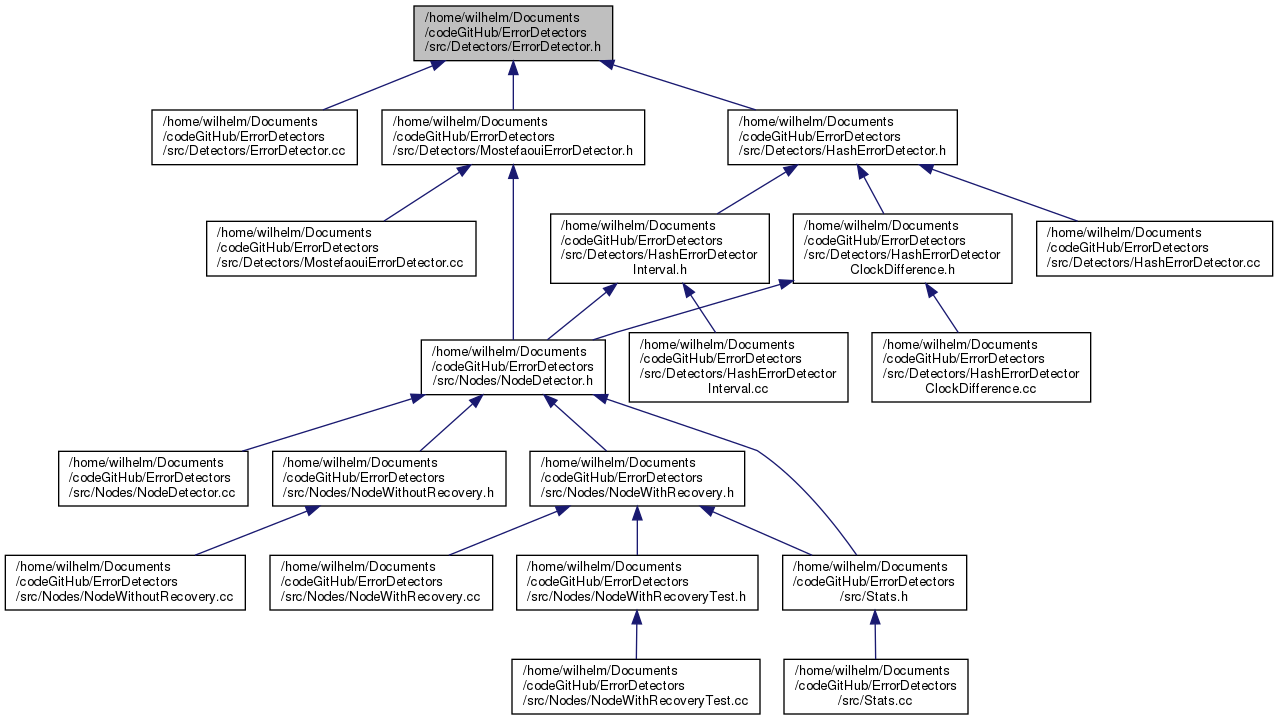 /home/wilhelm/Documents
/codeGitHub/ErrorDetectors
/src/Detectors/ErrorDetector.h
/home/wilhelm/Documents
/codeGitHub/ErrorDetectors
/src/Detectors/ErrorDetector.cc
/home/wilhelm/Documents
/codeGitHub/ErrorDetectors
/src/Detectors/MostefaouiErrorDetector.h
/home/wilhelm/Documents
/codeGitHub/ErrorDetectors
/src/Detectors/HashErrorDetector.h
/home/wilhelm/Documents
/codeGitHub/ErrorDetectors
/src/Detectors/MostefaouiErrorDetector.cc
/home/wilhelm/Documents
/codeGitHub/ErrorDetectors
/src/Detectors/HashErrorDetector
Interval.h
/home/wilhelm/Documents
/codeGitHub/ErrorDetectors
/src/Detectors/HashErrorDetector
ClockDifference.h
/home/wilhelm/Documents
/codeGitHub/ErrorDetectors
/src/Detectors/HashErrorDetector.cc
/home/wilhelm/Documents
/codeGitHub/ErrorDetectors
/src/Nodes/NodeDetector.h
/home/wilhelm/Documents
/codeGitHub/ErrorDetectors
/src/Detectors/HashErrorDetector
Interval.cc
/home/wilhelm/Documents
/codeGitHub/ErrorDetectors
/src/Detectors/HashErrorDetector
ClockDifference.cc
/home/wilhelm/Documents
/codeGitHub/ErrorDetectors
/src/Nodes/NodeDetector.cc
/home/wilhelm/Documents
/codeGitHub/ErrorDetectors
/src/Nodes/NodeWithoutRecovery.h
/home/wilhelm/Documents
/codeGitHub/ErrorDetectors
/src/Nodes/NodeWithRecovery.h
/home/wilhelm/Documents
/codeGitHub/ErrorDetectors
/src/Nodes/NodeWithoutRecovery.cc
/home/wilhelm/Documents
/codeGitHub/ErrorDetectors
/src/Nodes/NodeWithRecovery.cc
/home/wilhelm/Documents
/codeGitHub/ErrorDetectors
/src/Nodes/NodeWithRecoveryTest.h
/home/wilhelm/Documents
/codeGitHub/ErrorDetectors
/src/Stats.h
/home/wilhelm/Documents
/codeGitHub/ErrorDetectors
/src/Nodes/NodeWithRecoveryTest.cc
/home/wilhelm/Documents
/codeGitHub/ErrorDetectors
/src/Stats.cc